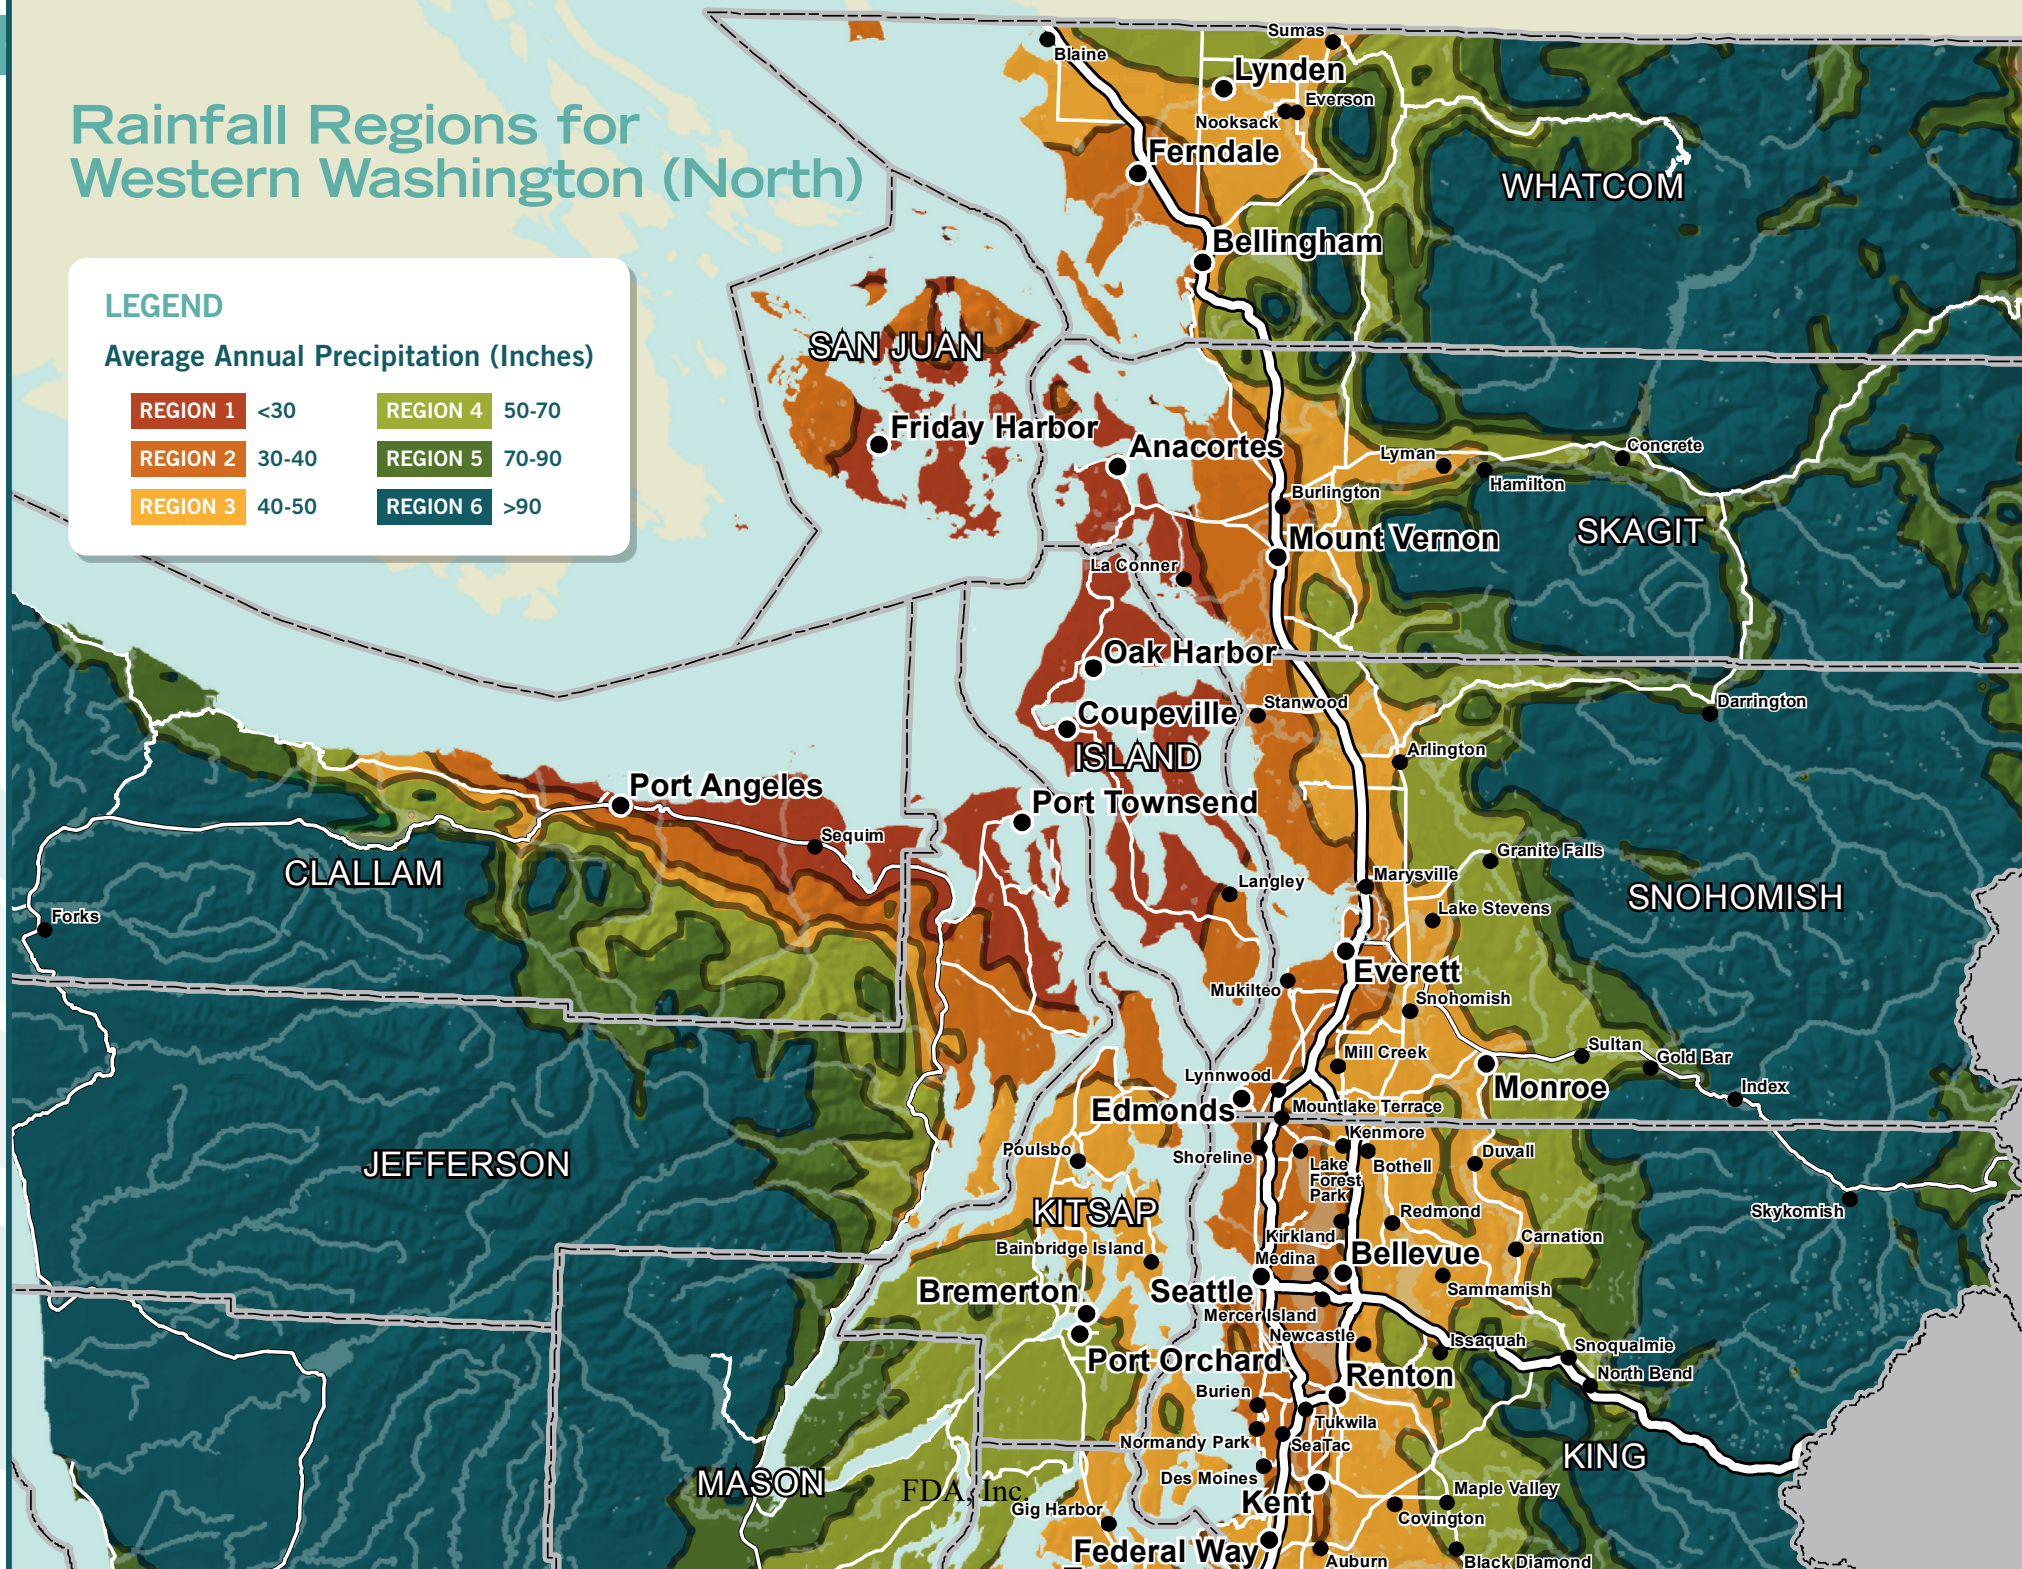 Rainfall Regions for
Western Washington (North)
LEGEND
Average Annual Precipitation (Inches)
REGION 1 <30
REGION 4 50-70
REGION 2 30-40
REGION 5 70-90
REGION 3 40-50
REGION 6 >90
Sumas
Blaine
Lynden
Everson
Nooksack
Ferndale
WHATCOM
Bellingham
SAN JUAN
Friday Harbor
Anacortes
Lyman
Concrete
Hamilton
Burlington
SKAGIT
Mount Vernon
La Conner
Oak Harbor
Stanwood
Darrington
Coupeville
ISLAND
Arlington
Port Angeles
Port Townsend
Sequim
Granite Falls
CLALLAM
Marysville
Langley
SNOHOMISH
Lake Stevens
Forks
Everett
Mukilteo
Snohomish
Mill Creek
Sultan
Gold Bar
Lynnwood
Monroe
Index
Edmonds
Mountlake Terrace
Kenmore
Poulsbo
Shoreline
Lake
Forest
Park
Bothell
Duvall
JEFFERSON
KITSAP
Redmond
Skykomish
Kirkland
Carnation
Bainbridge Island
Medina
Bellevue
Bremerton
Seattle
Sammamish
Mercer Island
Newcastle
Issaquah
Snoqualmie
Port Orchard
Renton
North Bend
Burien
Tukwila
Normandy Park
SeaTac
KING
Des Moines
MASON
FDA, Inc.
Kent
Maple Valley
Gig Harbor
Covington
Federal Way
Auburn
Black Diamond